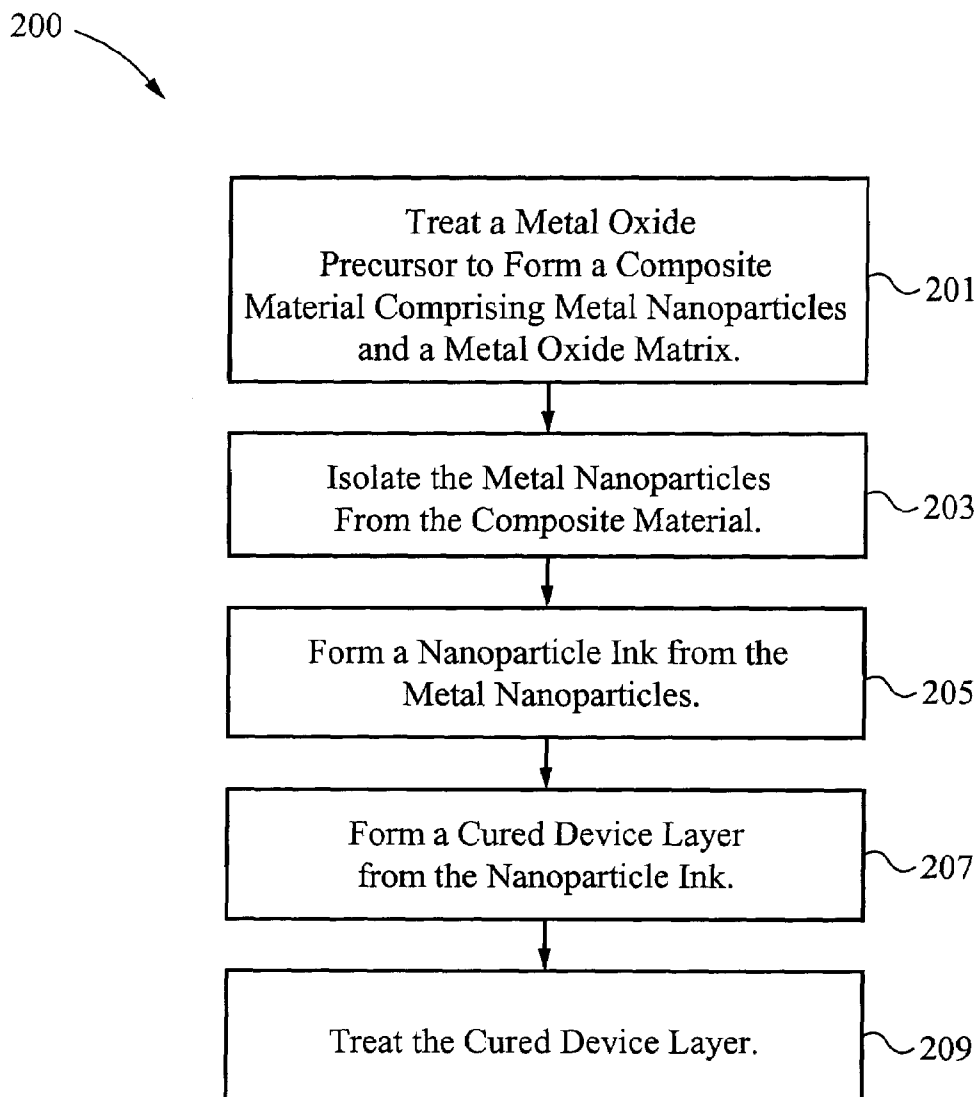 200
Treat a Metal Oxide
Precursor to Form a Composite
Material Comprising Metal Nanoparticles
and a Metal Oxide Matrix.
201
Isolate the Metal Nanoparticles
From the Composite Material.
203
Form a Nanoparticle Ink from the
Metal Nanoparticles.
205
Form a Cured Device Layer
from the Nanoparticle Ink.
207
Treat the Cured Device Layer.
209